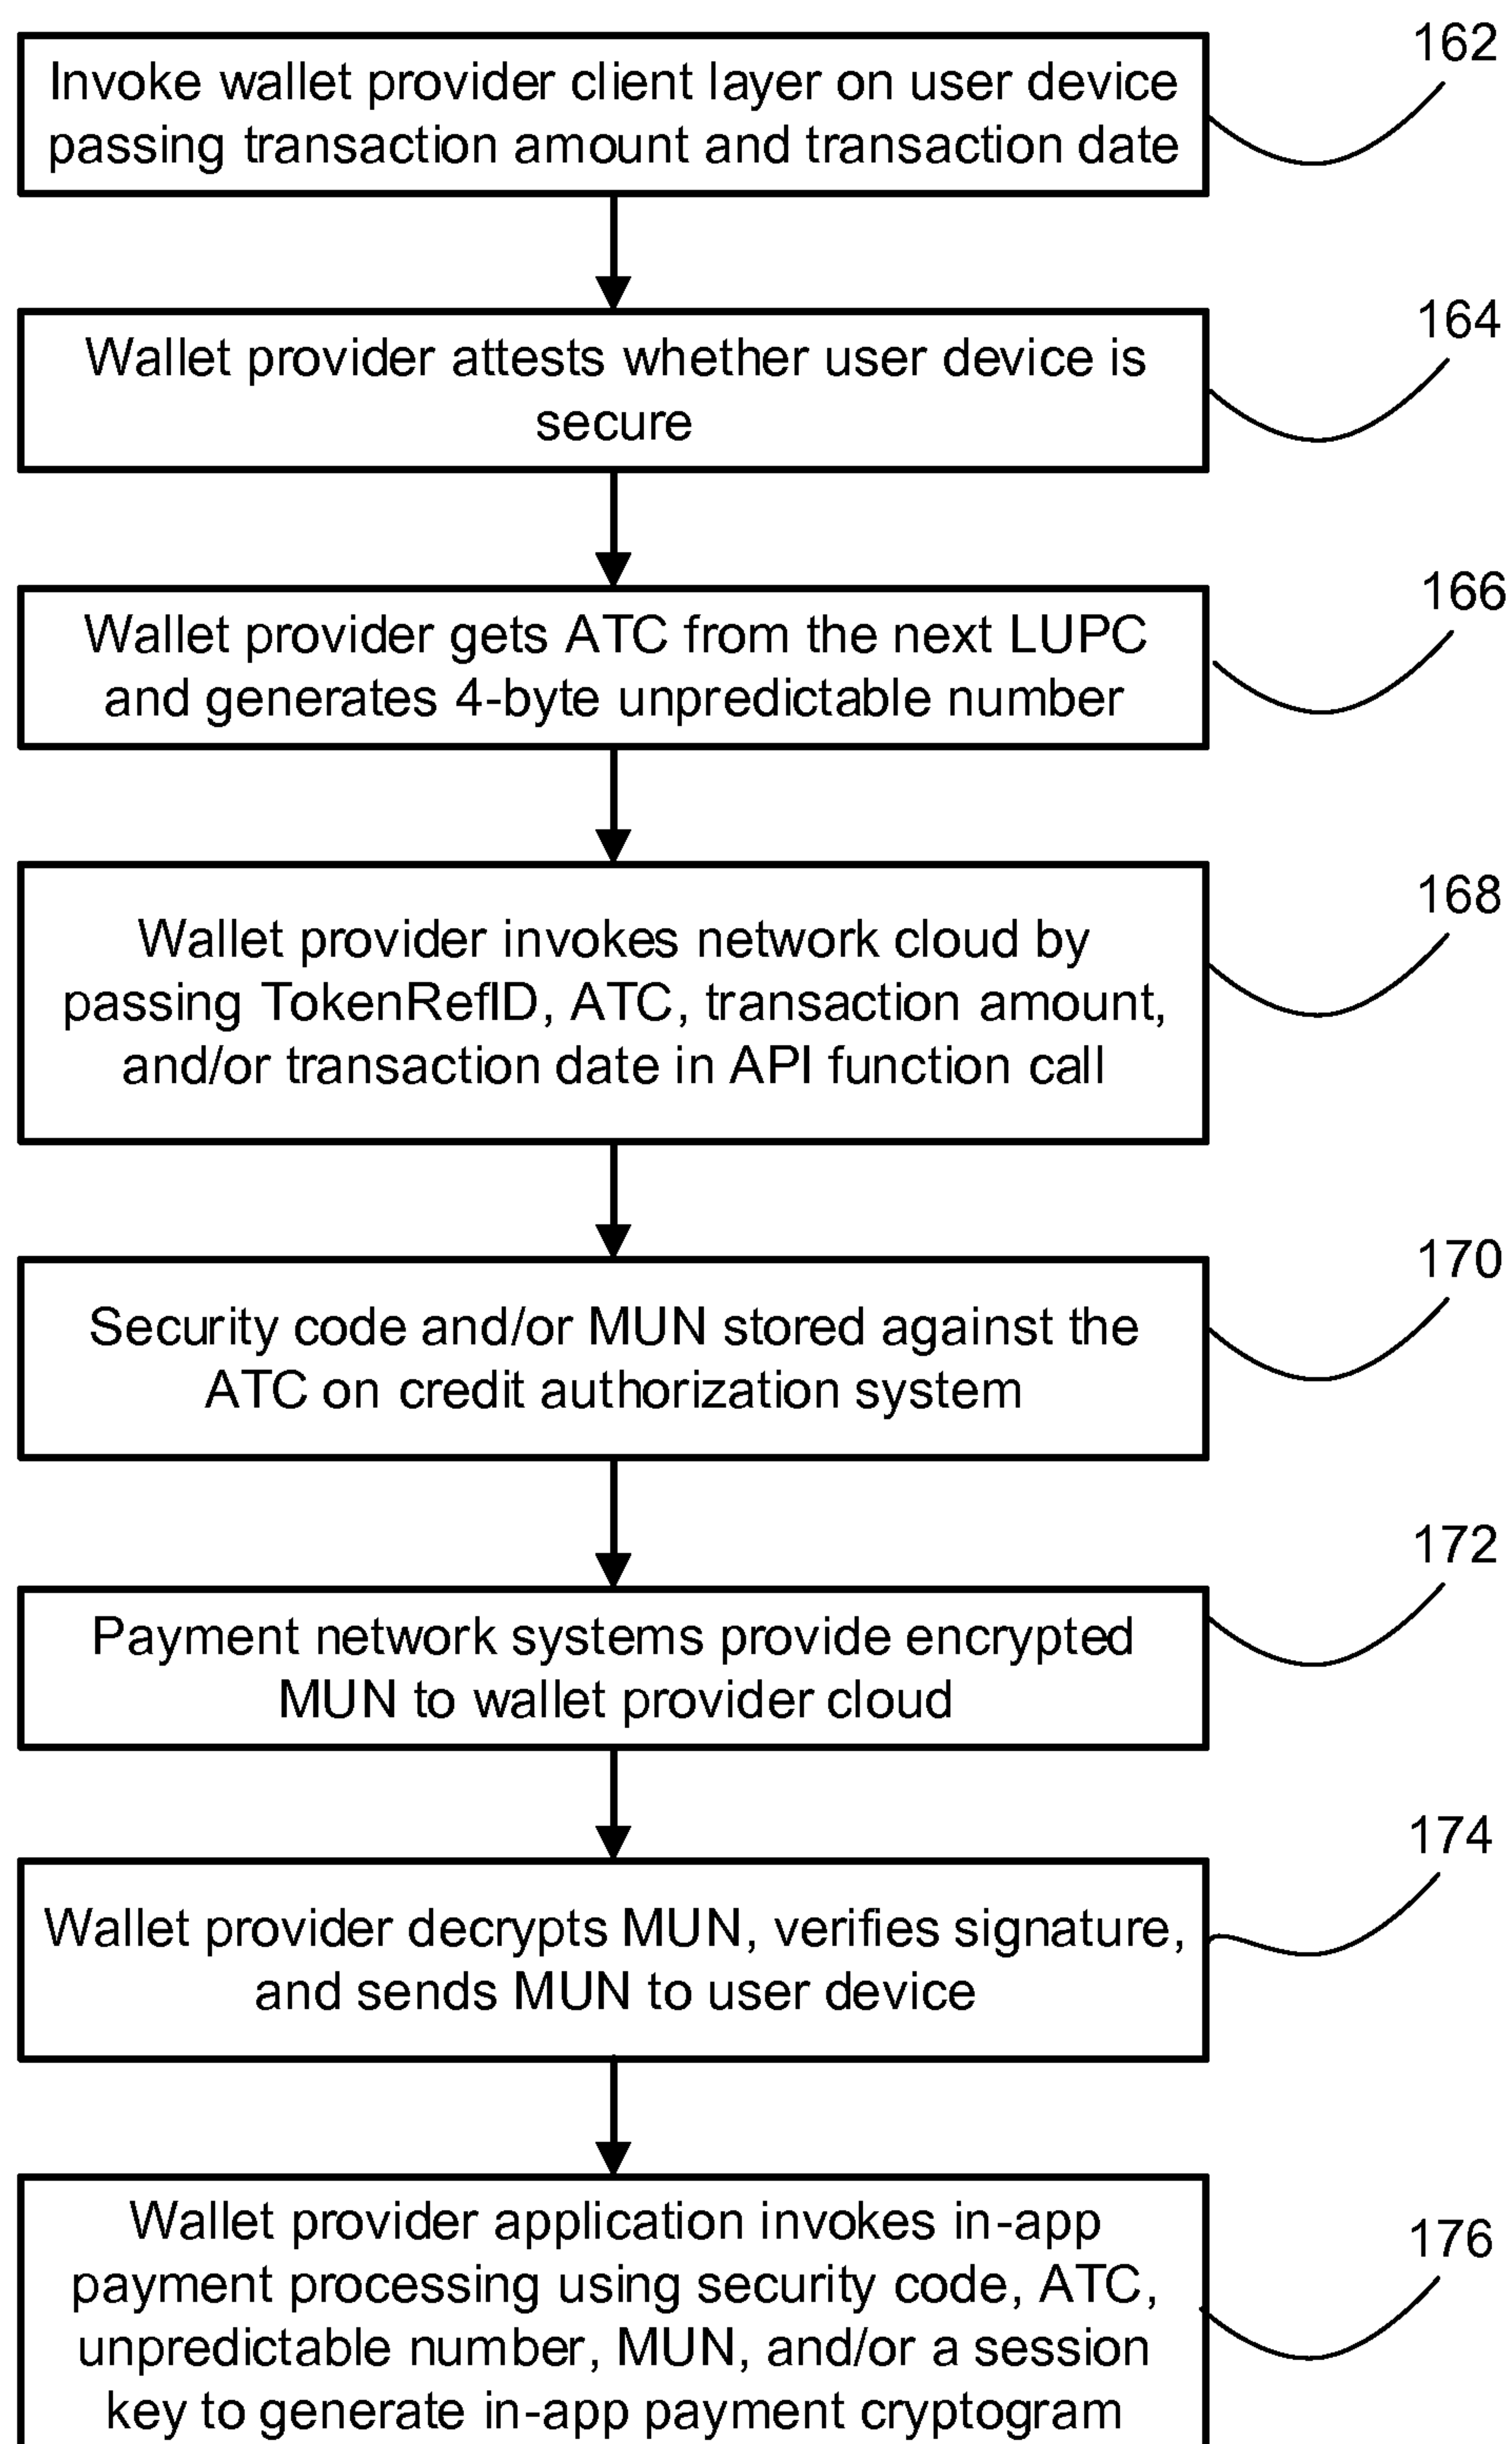 162
Invoke wallet provider client layer on user device
passing transaction amount and transaction date
164
Wallet provider attests whether user device is
secure
166
Wallet provider gets ATC from the next LUPC
and generates 4-byte unpredictable number
168
Wallet provider invokes network cloud by
passing TokenRefID, ATC, transaction amount,
and/or transaction date in API function call
170
Security code and/or MUN stored against the
ATC on credit authorization system
172
Payment network systems provide encrypted
MUN to wallet provider cloud
174
Wallet provider decrypts MUN, verifies signature,
and sends MUN to user device
176
Wallet provider application invokes in-app
payment processing using security code, ATC,
unpredictable number, MUN, and/or a session
key to generate in-app payment cryptogram